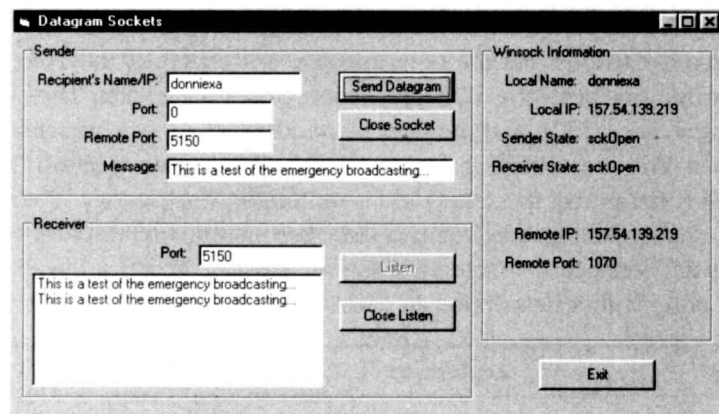 Datagram Sockets
Sender
Recipient's Name/IP: donniexa
Send Datagram
Port: 0
Close Socket
Remote Port: 5150
Message: This is a test of the emergency broadcasting...
Receiver
Port: 5150
Listen
This is a test of the emergency broadcasting...
This is a test of the emergency broadcasting...
Close Listen
Winsock Information
Local Name: donniexa
Local IP: 157.54.139.219
Sender State: sckOpen
Receiver State: sckOpen
Remote IP: 157.54.139.219
Remote Port: 1070
Exit